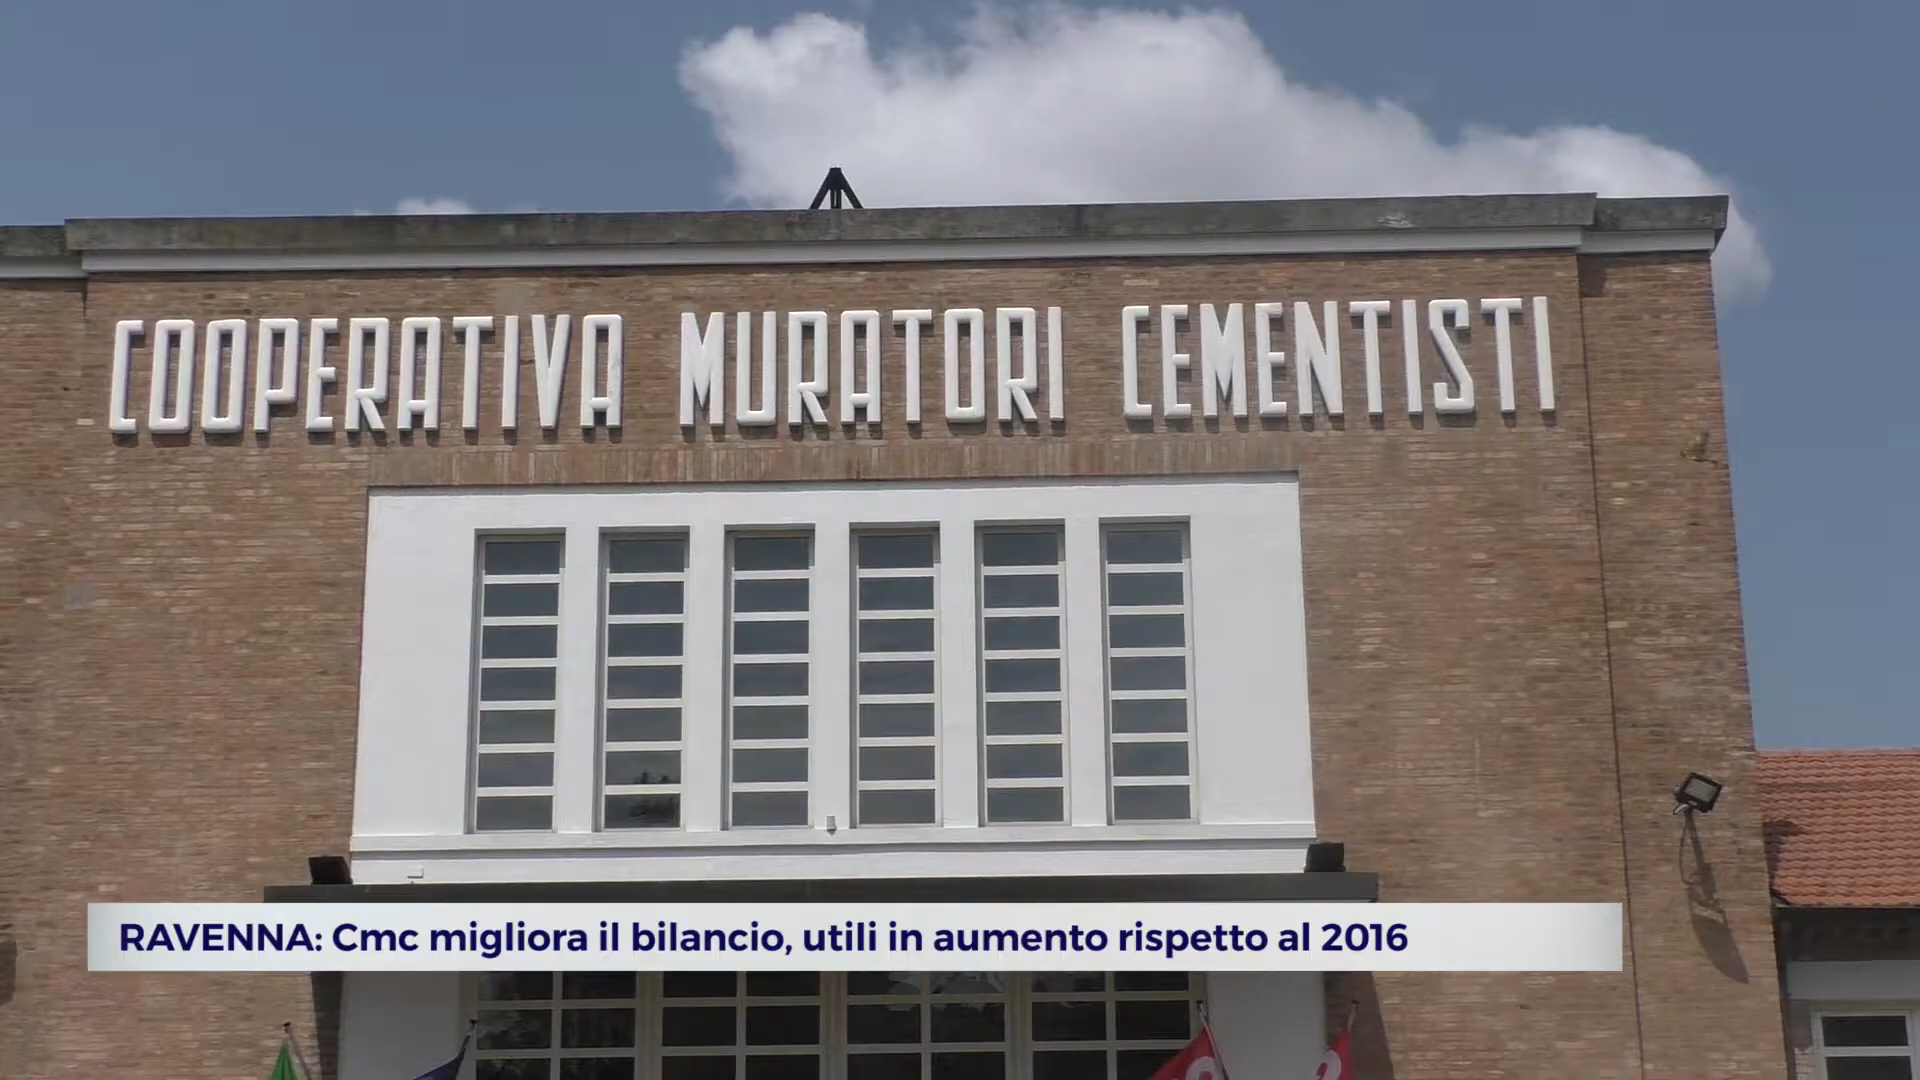 COOPERATIVA MURATORI CEMENTISTI
RAVENNA: Cmc migliora il bilancio, utili in aumento rispetto al 2016